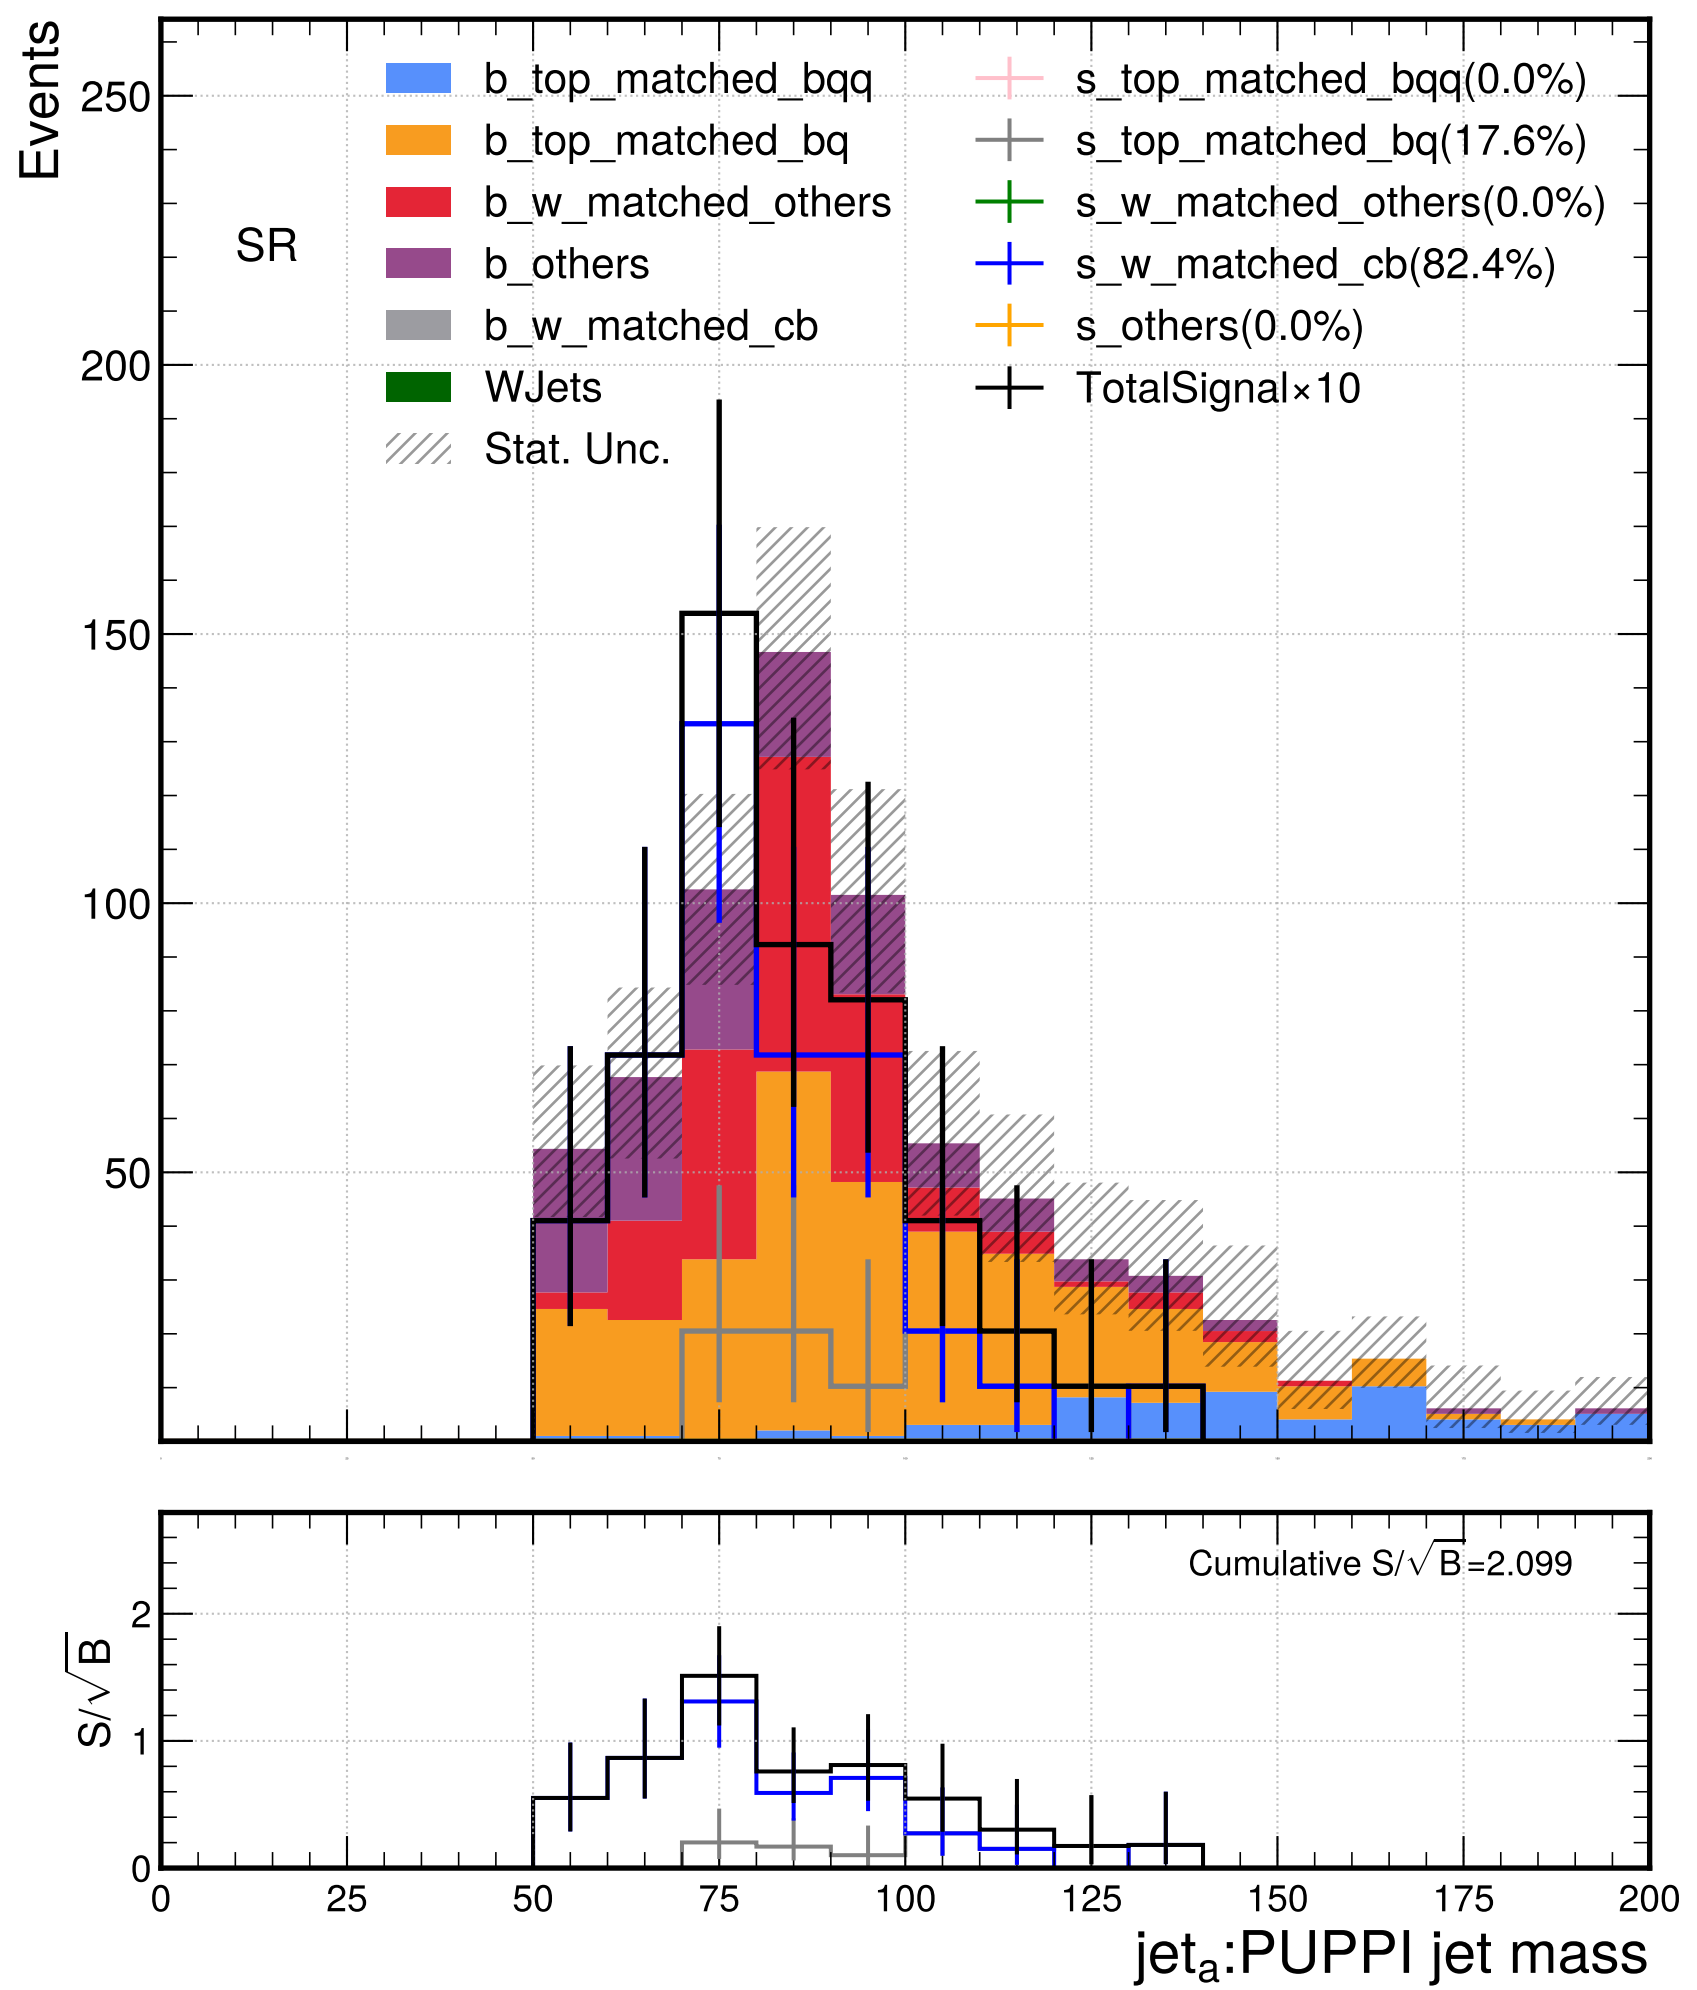 Events
250
200
150
100
50
SR
b_top_matched_bqq
b_top_matched_bq
b_w_matched_others
b_others
b_w_matched_cb
WJets
Stat. Unc.
s_top_matched_bqq(0.0%)
s_top_matched_bq(17.6%)
s_w_matched_others(0.0%)
s_w_matched_cb(82.4%)
s_others(0.0%)
TotalSignal×10
Cumulative S/√B=2.099
S/√B
2
1
0
0 25 50 75 100 125 150 175 200
jetₐ:PUPPI jet mass